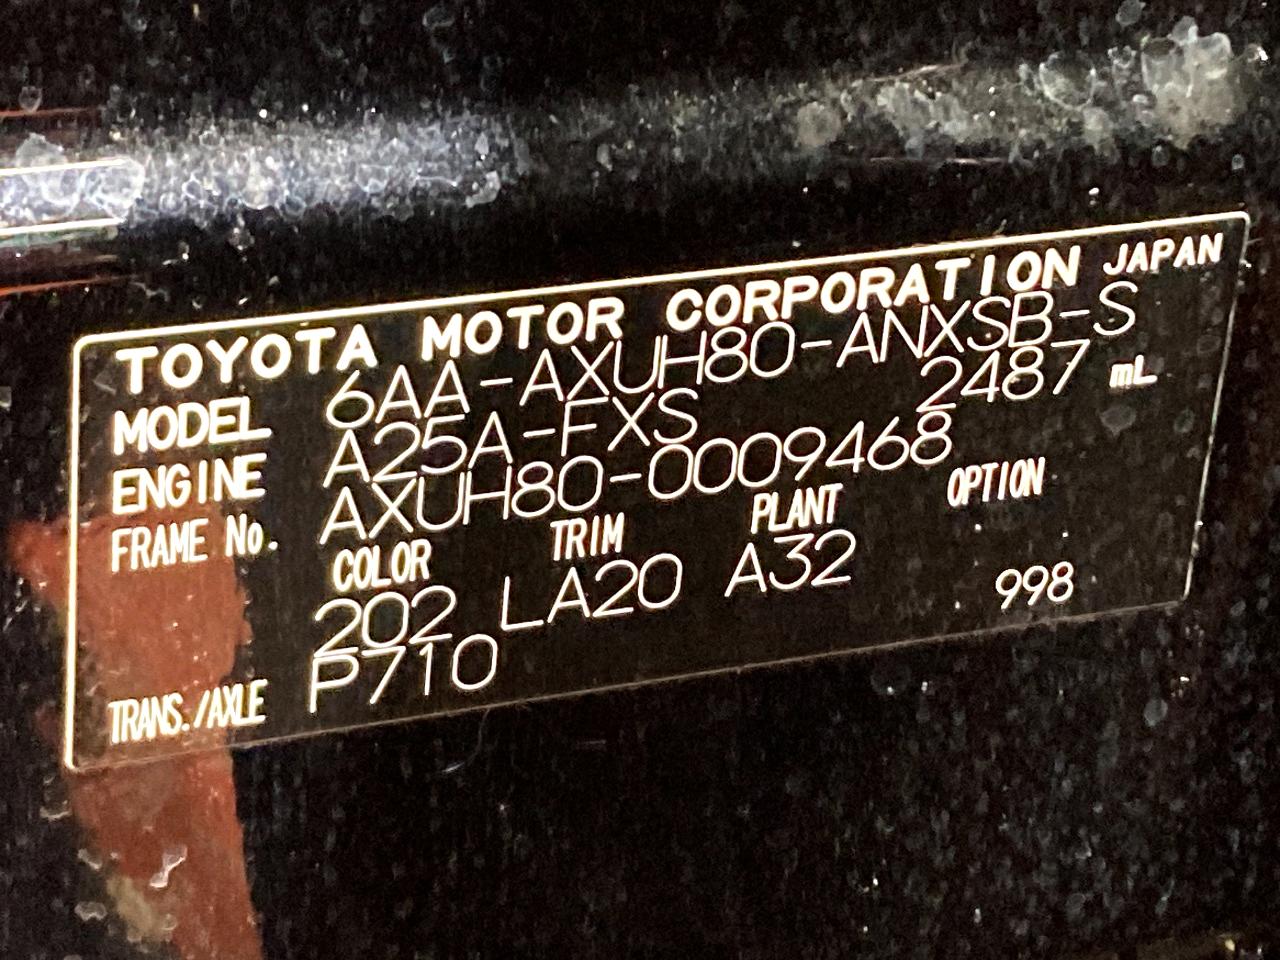 TOYOTA MOTOR CORPORATION JAPAN
MODEL 6AA-AXUH80-ANXSB-S
ENGINE A25A-FXS 2487 mL
FRAME No. AXUH80-0009468
COLOR TRIM PLANT OPTION
202 LA20 A32 998
TRANS./AXLE P710